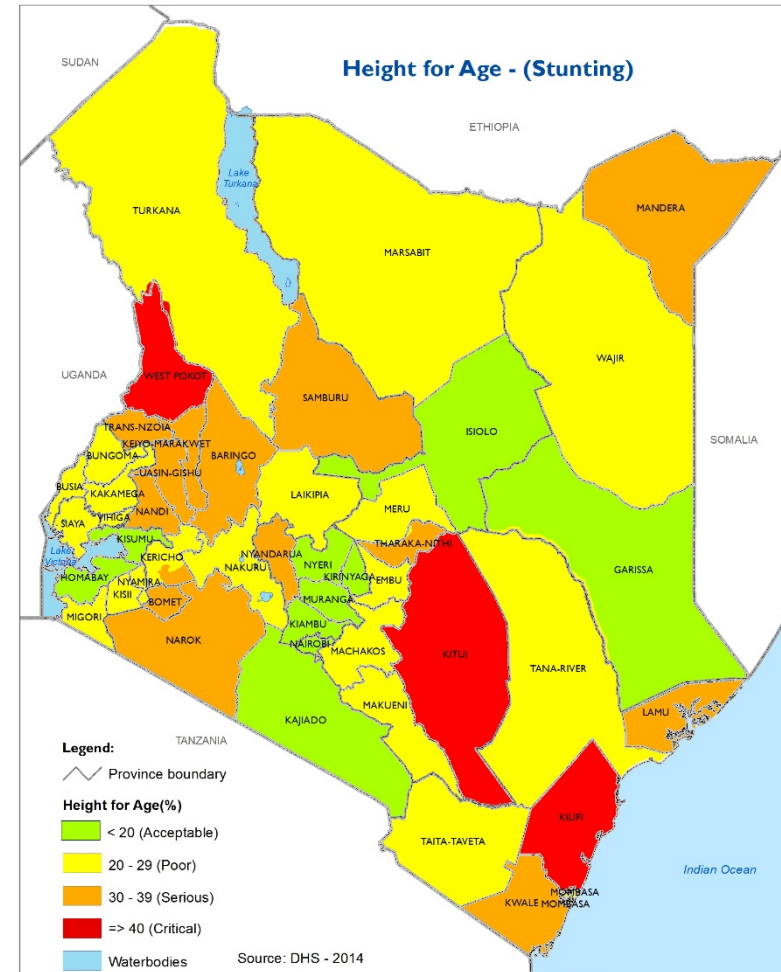 SUDAN
Height for Age - (Stunting)
ETHIOPIA
Lake
Turkana
MANDERA
TURKANA
MARSABIT
WAJIR
UGANDA
WEST POKOT
SAMBURU
ISIOLO
SOMALIA
TRANS-NZOIA
KEIYO-MARAKWET
BUNGOMA
BARINGO
UASIN-GISHU
BUSIA
KAKAMEGA
LAIKIPIA
MERU
SIAYA
VIHIGA
NANDI
THARAKA-NITHI
KISUMU
Lake
Victoria
KERICHO
NYANDARUA
NYERI
GARISSA
HOMABAY
NAKURU
KIRINYAGA
EMBU
NYAMIRA
KISII
BOMET
MURANGA
MIGORI
KIAMBU
NAROK
NAIROBI
MACHAKOS
KITUI
TANA-RIVER
MAKUENI
LAMU
KAJIADO
TANZANIA
Legend:
Province boundary
Height for Age(%)
< 20 (Acceptable)
20 - 29 (Poor)
30 - 39 (Serious)
=> 40 (Critical)
Waterbodies
Source: DHS - 2014
TAITA-TAVETA
KILIFI
Indian Ocean
MOMBASA
KWALE
MOMBASA